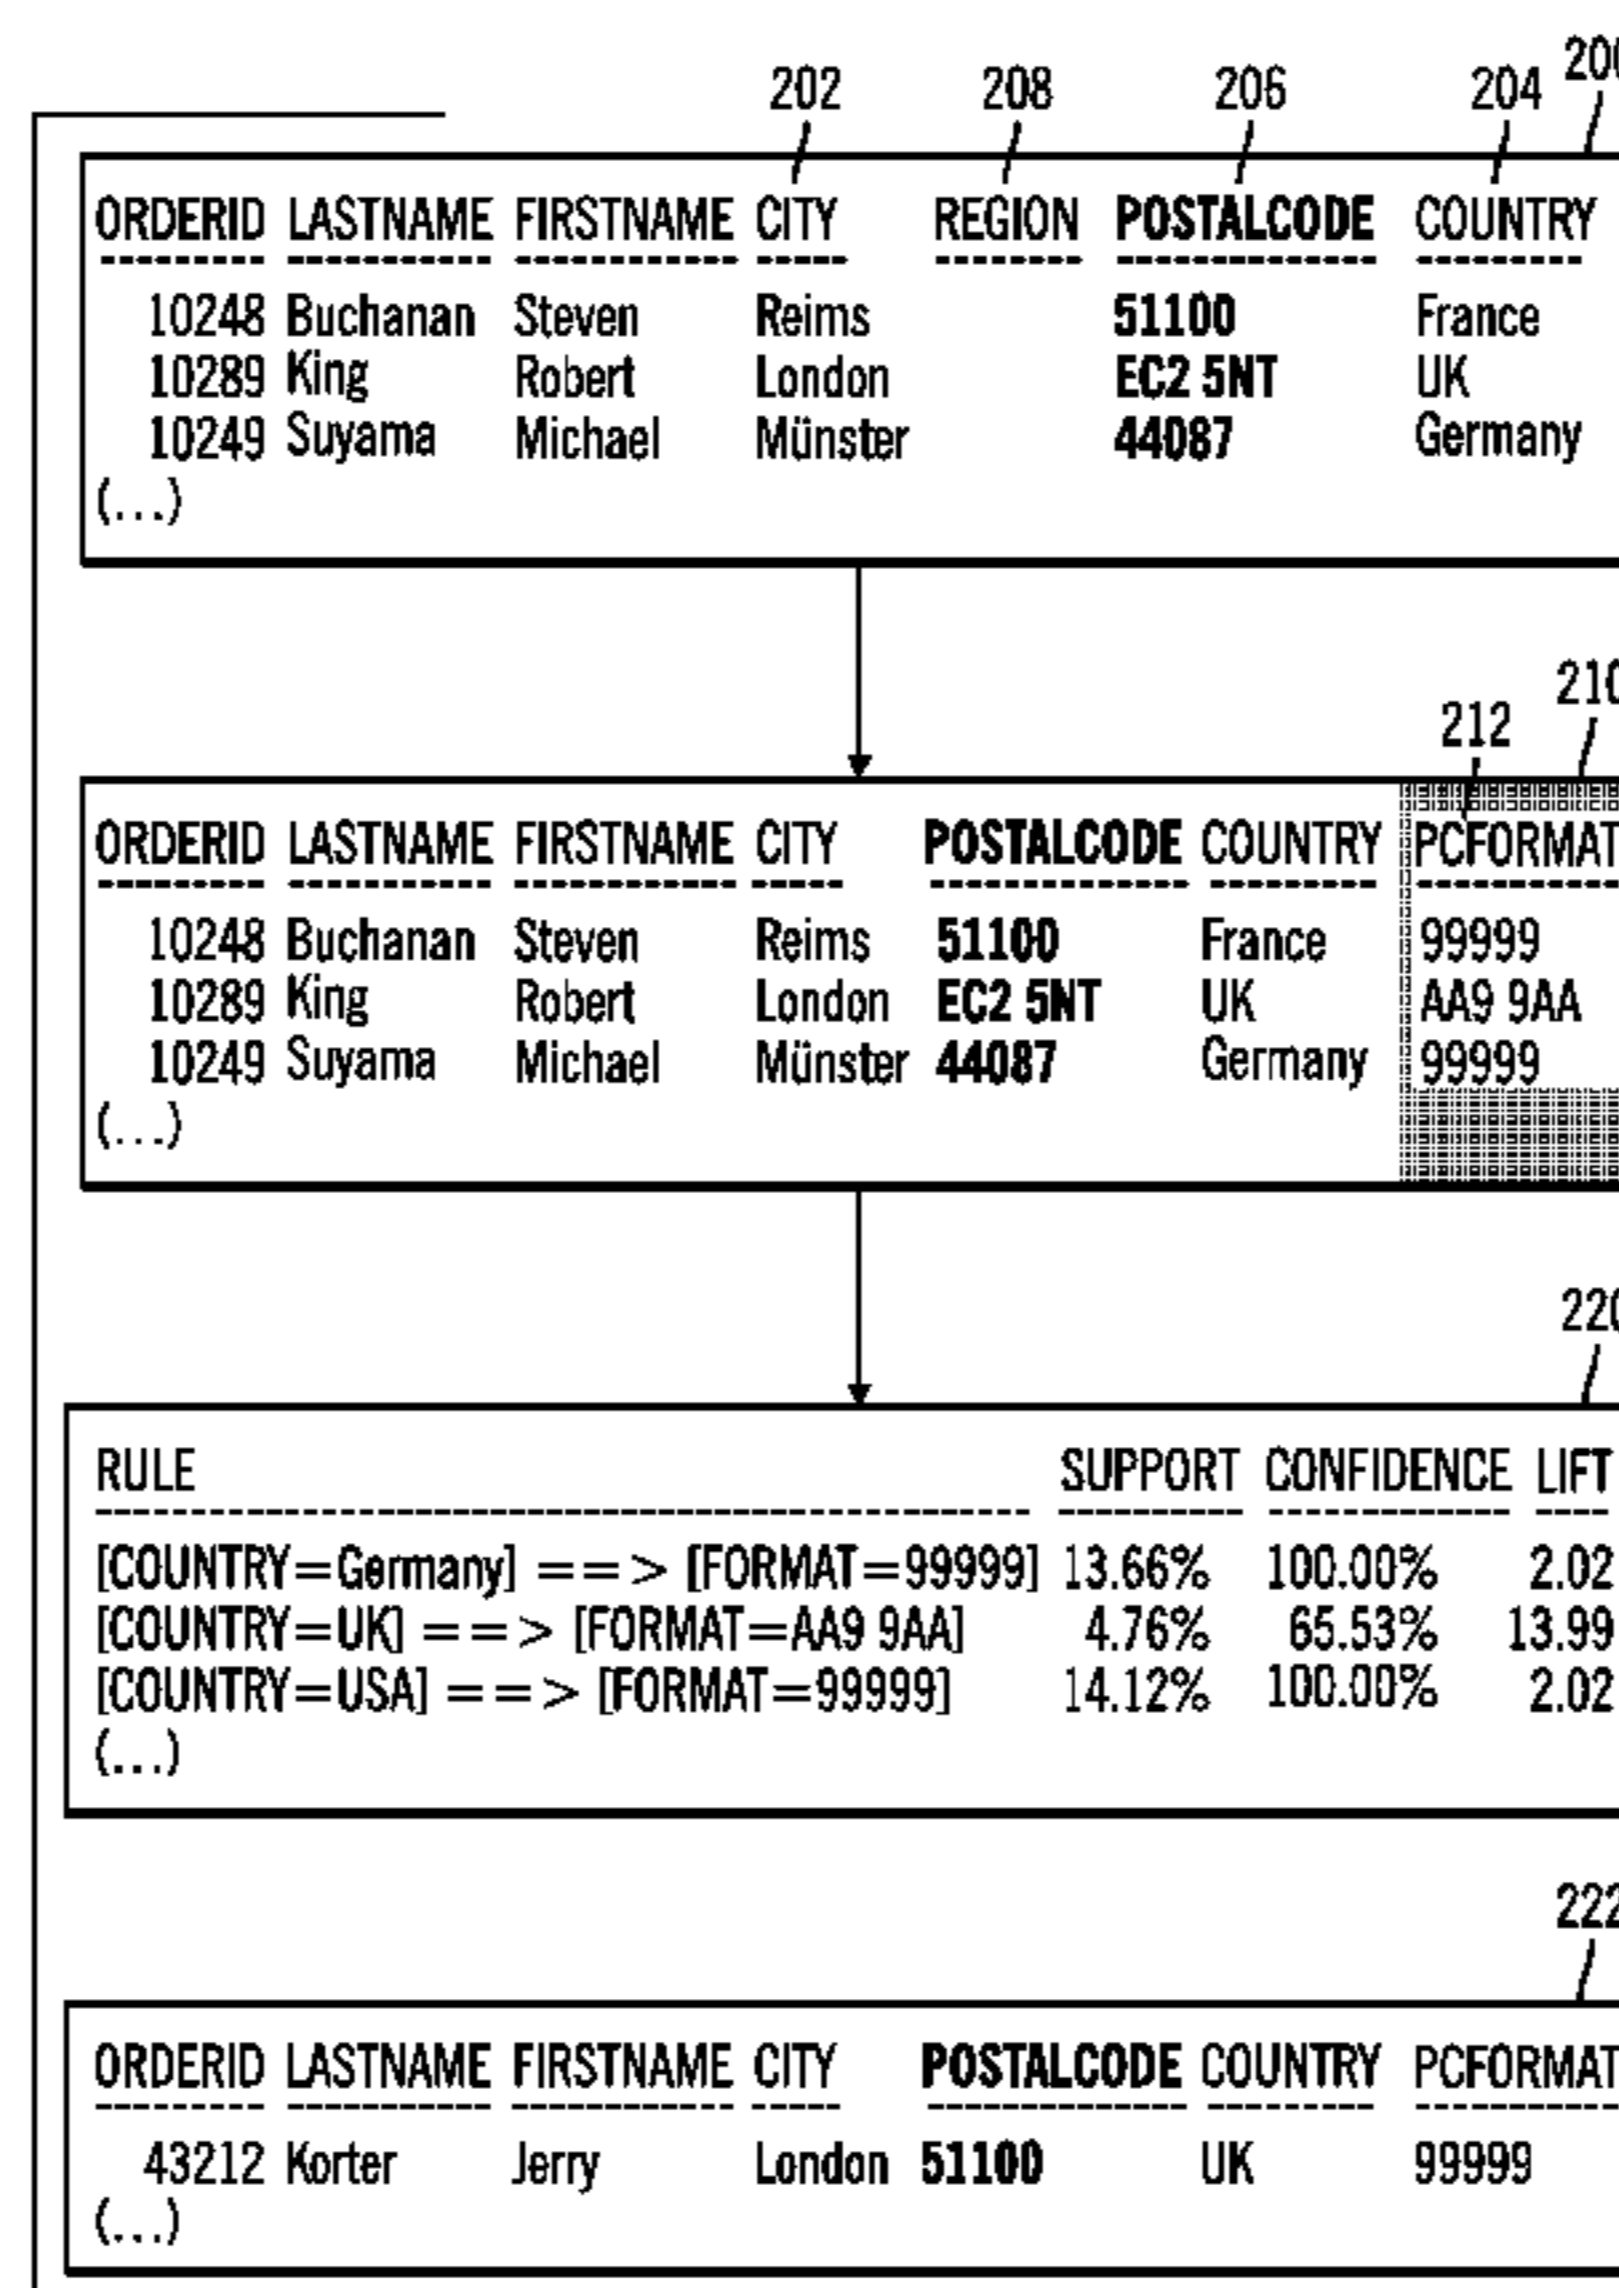 202 208 206 204 200
ORDERID LASTNAME FIRSTNAME CITY REGION POSTALCODE COUNTRY
10248 Buchanan Steven Reims 51100 France
10289 King Robert London EC2 5NT UK
10249 Suyama Michael Münster 44087 Germany
(...)
212 210
ORDERID LASTNAME FIRSTNAME CITY POSTALCODE COUNTRY PCFORMAT
10248 Buchanan Steven Reims 51100 France 99999
10289 King Robert London EC2 5NT UK AA9 9AA
10249 Suyama Michael Münster 44087 Germany 99999
(...)
220
RULE SUPPORT CONFIDENCE LIFT
[COUNTRY=Germany] ==> [FORMAT=99999] 13.66% 100.00% 2.02
[COUNTRY=UK] ==> [FORMAT=AA9 9AA] 4.76% 65.53% 13.99
[COUNTRY=USA] ==> [FORMAT=99999] 14.12% 100.00% 2.02
(...)
222
ORDERID LASTNAME FIRSTNAME CITY POSTALCODE COUNTRY PCFORMAT
43212 Korter Jerry London 51100 UK 99999
(...)